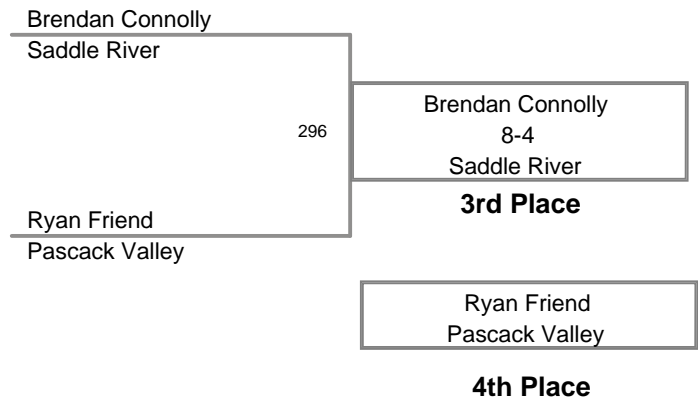 Brendan Connolly
Saddle River
296
Brendan Connolly
8-4
Saddle River
3rd Place
Ryan Friend
Pascack Valley
Ryan Friend
Pascack Valley
4th Place